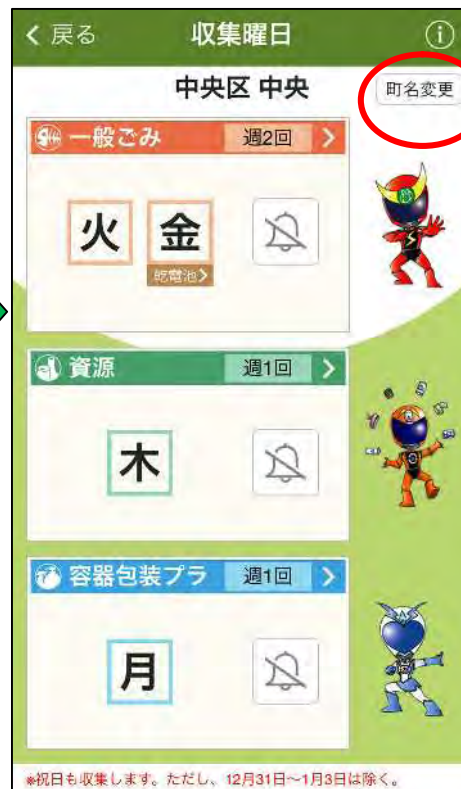 戻る 収集曜日
中央区 中央 町名変更
一般ごみ 週2回
火 金
乾電池
資源 週1回
木
容器包装プラ 週1回
月
※祝日も収集します。ただし、12月31日~1月3日は除く。